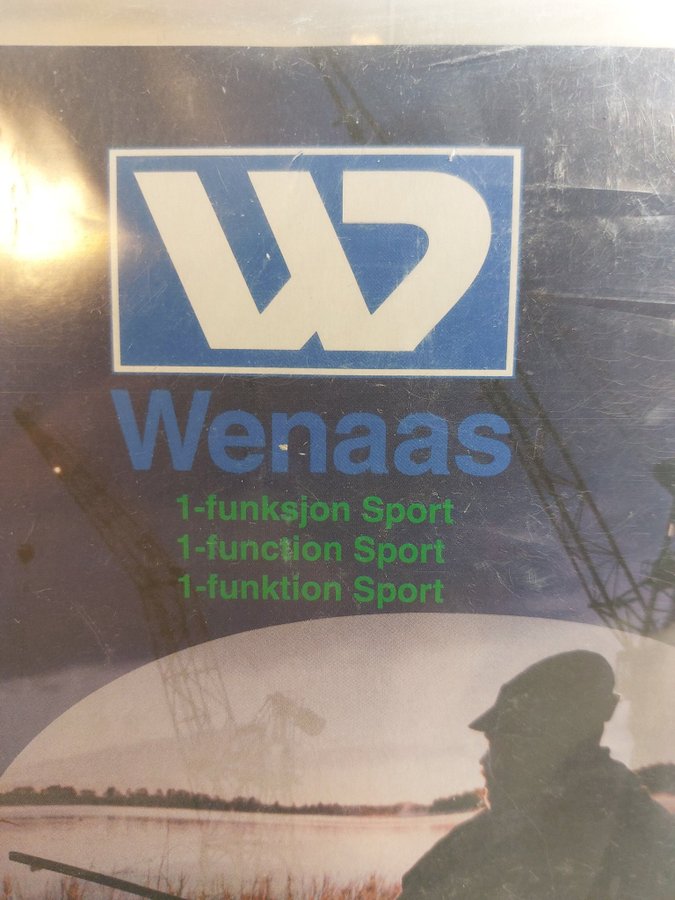 Wenaas
1-funksjon Sport
1-function Sport
1-funktion Sport